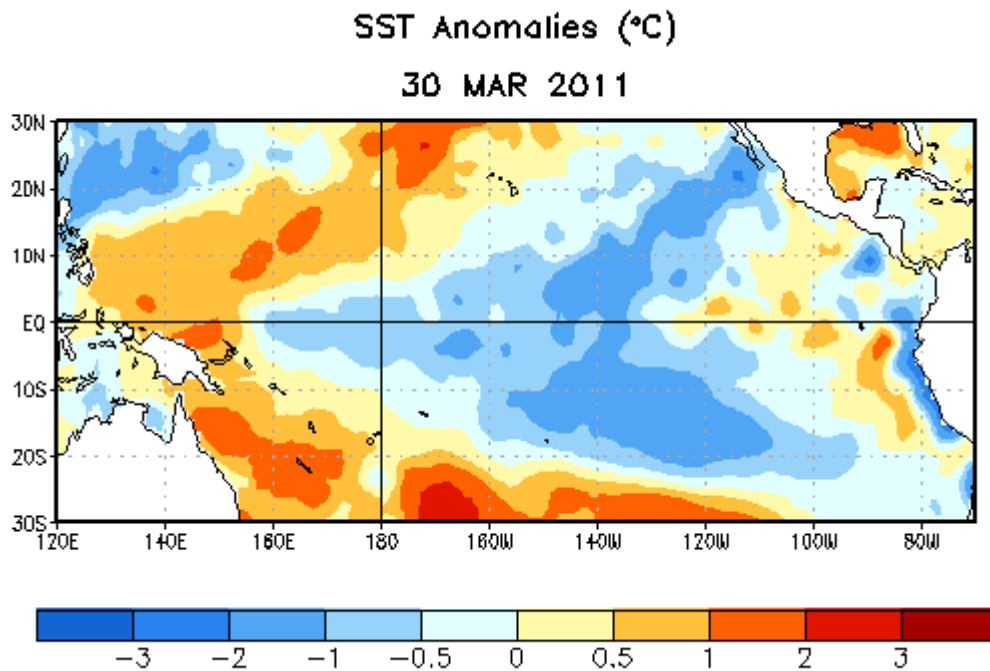 SST Anomalies (°C)
30 MAR 2011
30N
20N
10N
EQ
10S
20S
30S
120E 140E 160E 180 160W 140W 120W 100W 80W
-3 -2 -1 -0.5 0 0.5 1 2 3